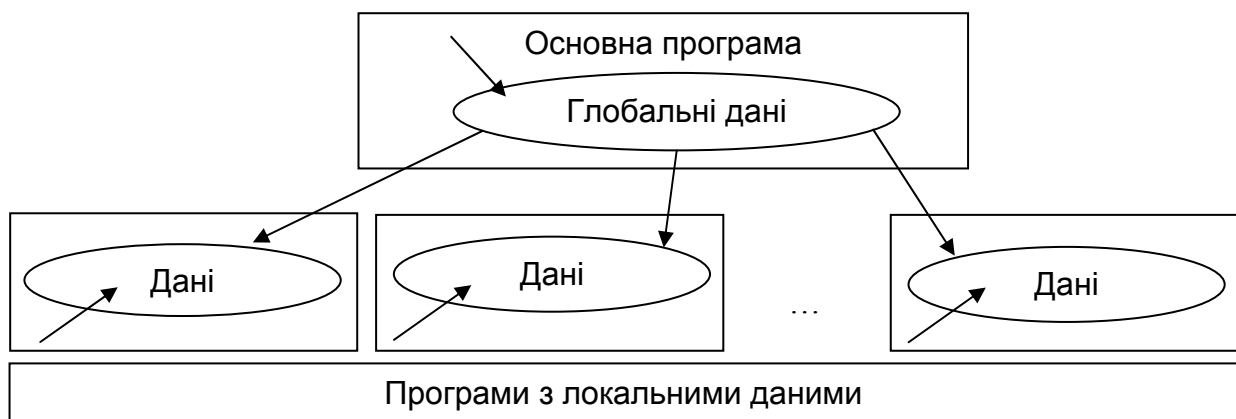 Основна програма
Глобальні дані
Дані
Дані
...
Дані
Програми з локальними даними